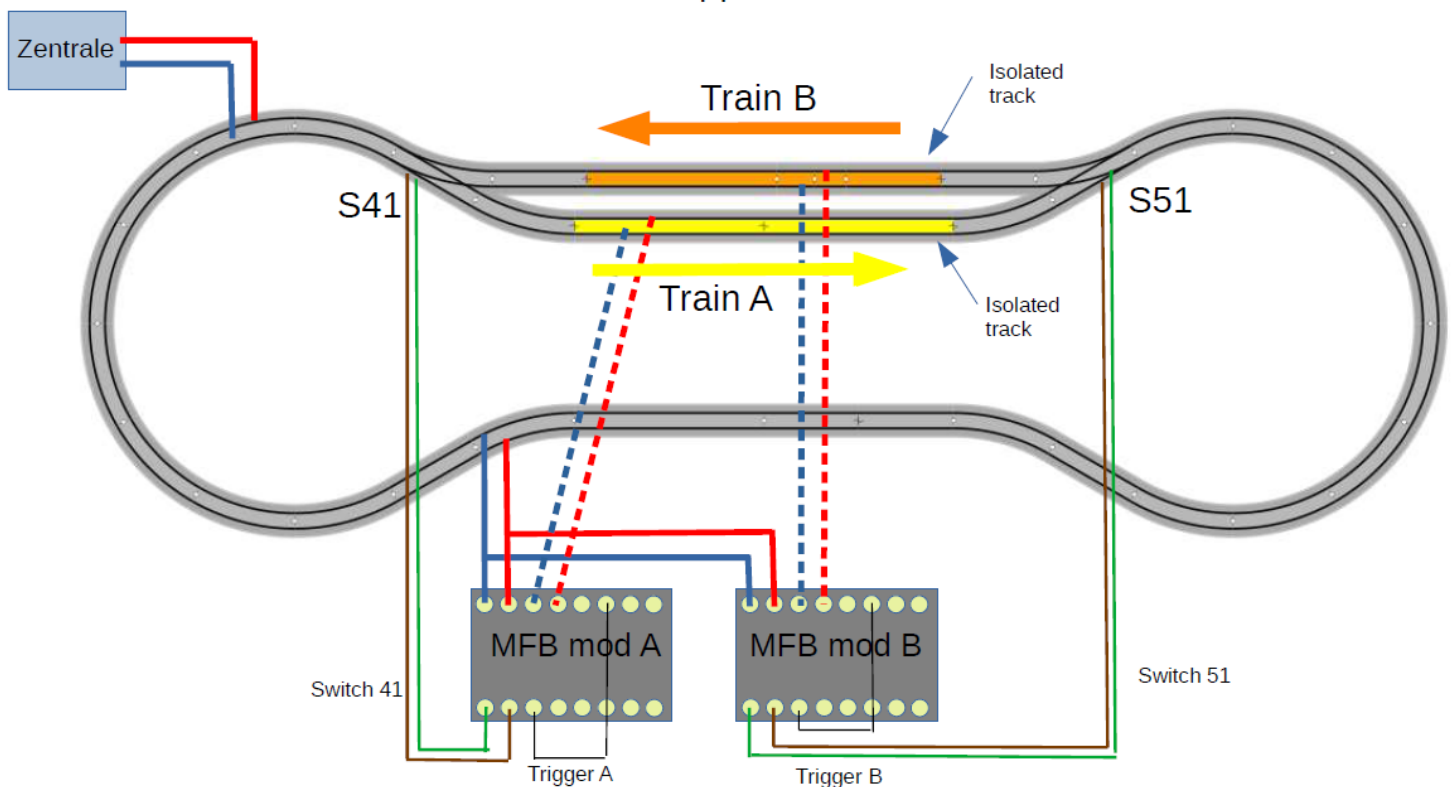 Zentrale
Train B
Isolated
track
S41
S51
Train A
Isolated
track
MFB mod A
MFB mod B
Switch 41
Switch 51
Trigger A
Trigger B